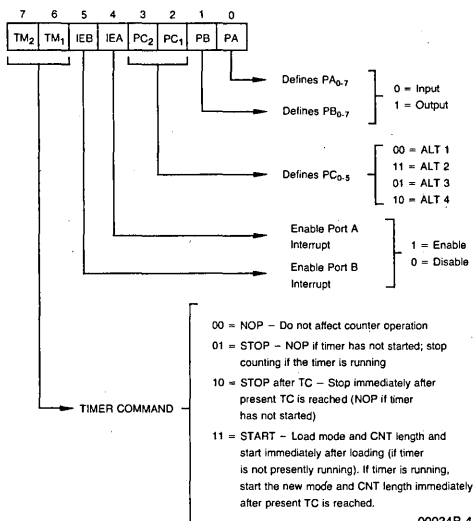 7 6 5 4 3 2 1 0
TM2 TM1 IEB IEA PC2 PC1 PB PA
Defines PA0-7
0 = Input
1 = Output
Defines PB0-7
Defines PC0-5
00 = ALT 1
11 = ALT 2
01 = ALT 3
10 = ALT 4
Enable Port A
Interrupt
1 = Enable
0 = Disable
Enable Port B
Interrupt
TIMER COMMAND
00 = NOP – Do not affect counter operation
01 = STOP – NOP if timer has not started; stop
counting if the timer is running
10 = STOP after TC – Stop immediately after
present TC is reached (NOP if timer
has not started)
11 = START – Load mode and CNT length and
start immediately after loading (if timer
is not presently running). If timer is running,
start the new mode and CNT length immediately
after present TC is reached.